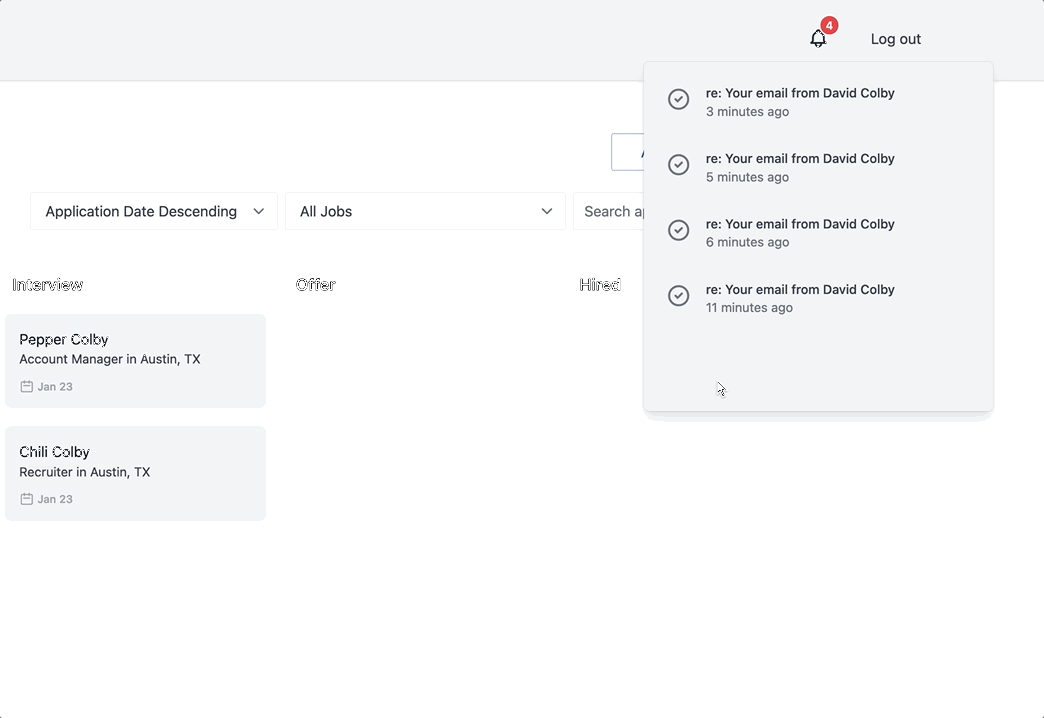 4
Log out
re: Your email from David Colby
3 minutes ago
re: Your email from David Colby
5 minutes ago
re: Your email from David Colby
6 minutes ago
re: Your email from David Colby
11 minutes ago
Application Date Descending
All Jobs
Search
Interview
Offer
Hired
Pepper Colby
Account Manager in Austin, TX
Jan 23
Chili Colby
Recruiter in Austin, TX
Jan 23